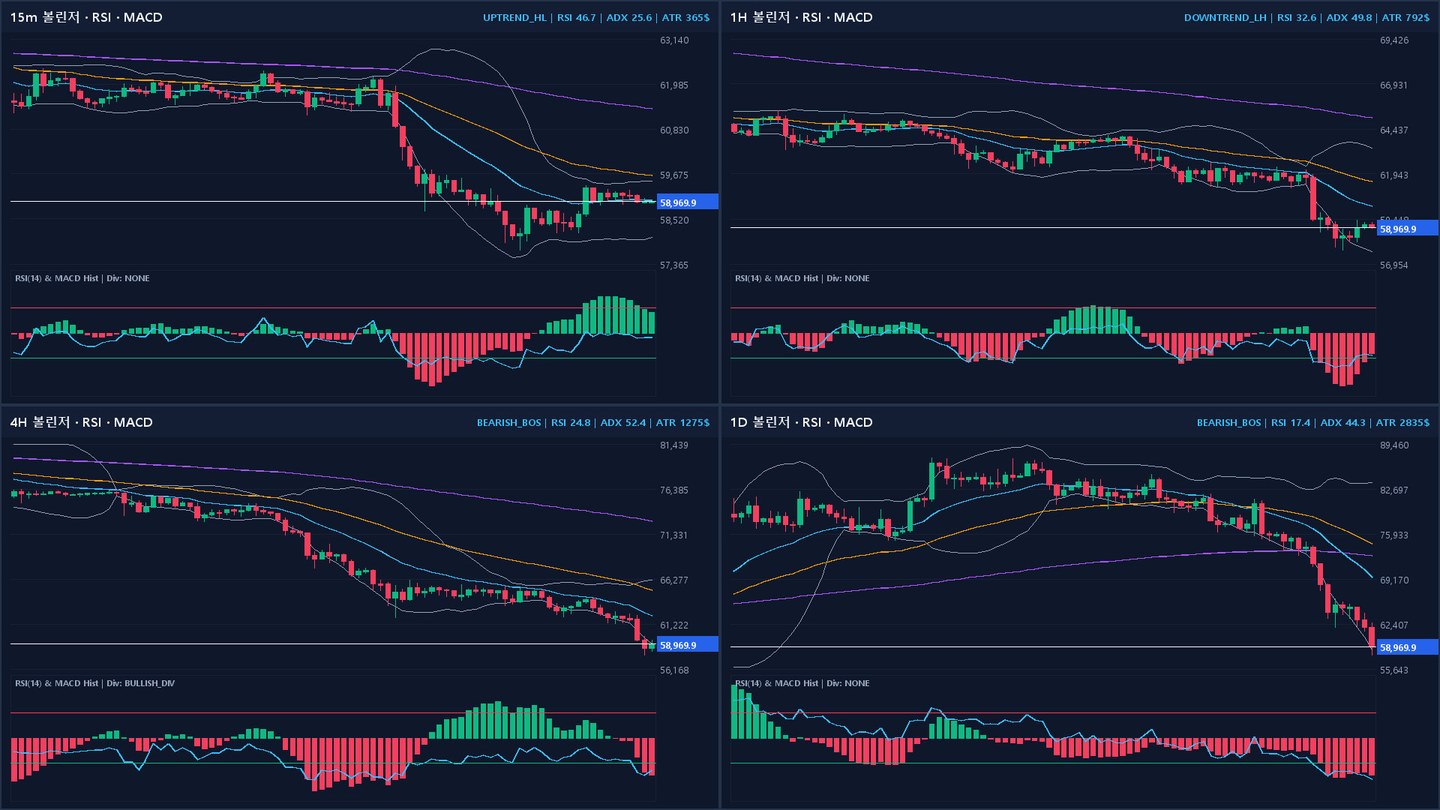 15m 볼린저 · RSI · MACD
UPTREND_HL | RSI 46.7 | ADX 25.6 | ATR 365$
63,140
61,985
60,830
59,675
58,969.9
58,520
57,365
RSI(14) & MACD Hist | Div: NONE
1H 볼린저 · RSI · MACD
DOWNTREND_LH | RSI 32.6 | ADX 49.8 | ATR 792$
69,426
66,931
64,437
61,943
58,969.9
56,954
RSI(14) & MACD Hist | Div: NONE
4H 볼린저 · RSI · MACD
BEARISH_BOS | RSI 24.8 | ADX 52.4 | ATR 1275$
81,439
76,385
71,331
66,277
61,222
58,969.9
56,168
RSI(14) & MACD Hist | Div: BULLISH_DIV
1D 볼린저 · RSI · MACD
BEARISH_BOS | RSI 17.4 | ADX 44.3 | ATR 2835$
89,460
82,697
75,933
69,170
62,407
58,969.9
55,643
RSI(14) & MACD Hist | Div: NONE